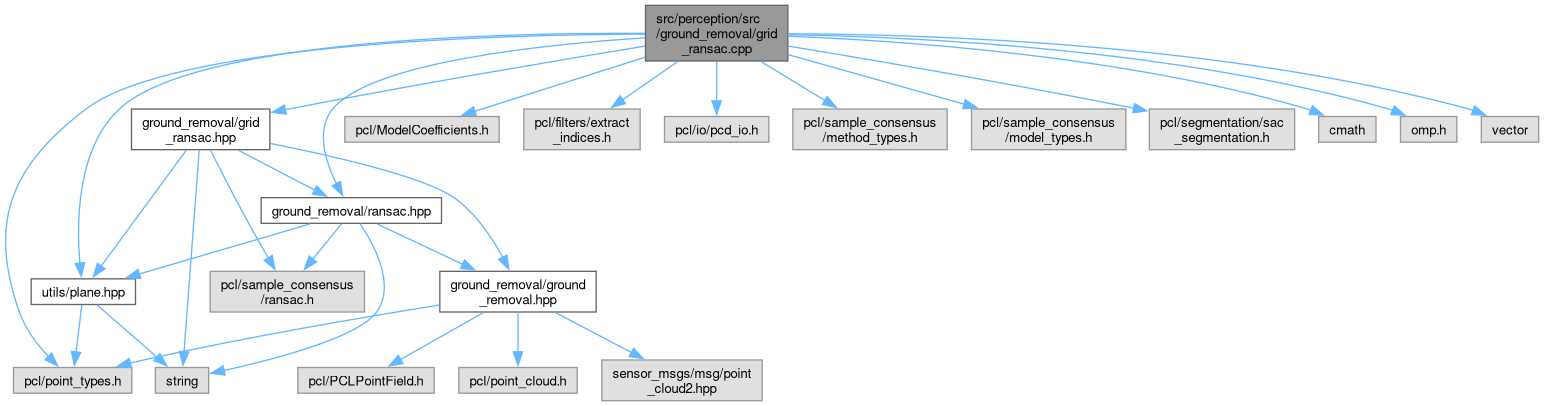 src/perception/src
/ground_removal/grid
_ransac.cpp
ground_removal/grid
_ransac.hpp
pcl/ModelCoefficients.h
pcl/filters/extract
_indices.h
pcl/io/pcd_io.h
pcl/sample_consensus
/method_types.h
pcl/sample_consensus
/model_types.h
pcl/segmentation/sac
_segmentation.h
cmath
omp.h
vector
ground_removal/ransac.hpp
utils/plane.hpp
pcl/sample_consensus
/ransac.h
ground_removal/ground
_removal.hpp
pcl/point_types.h
string
pcl/PCLPointField.h
pcl/point_cloud.h
sensor_msgs/msg/point
_cloud2.hpp